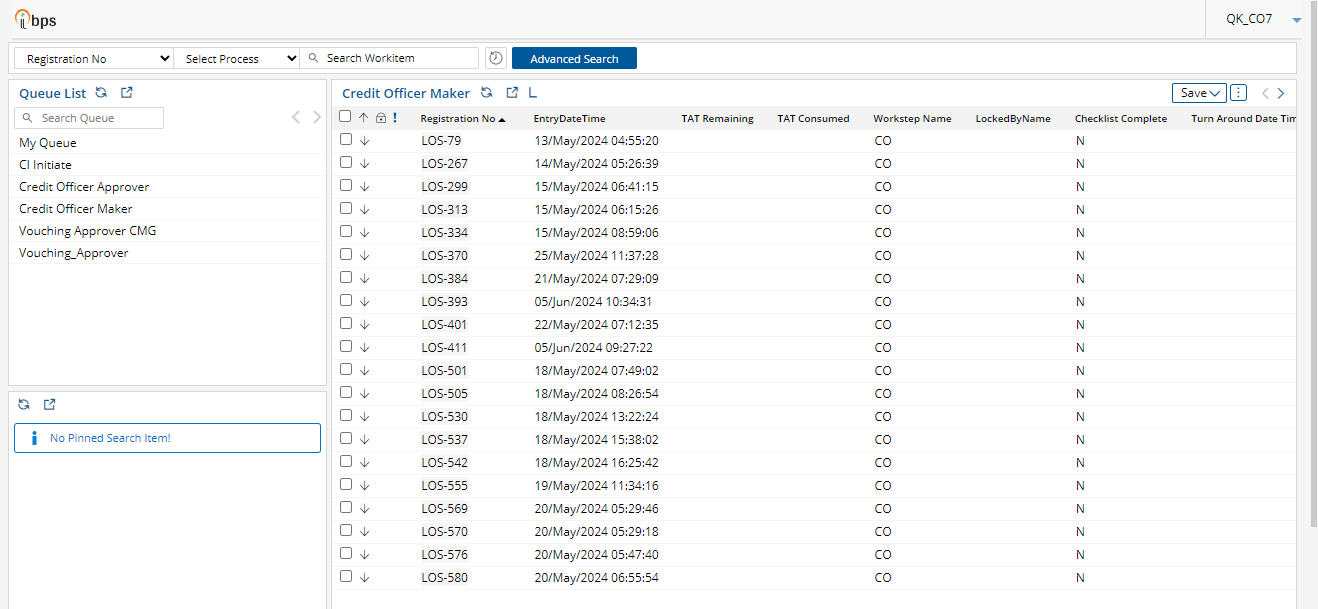 ibps
QK_CO7
Registration No Select Process Search Workitem Advanced Search
Queue List
Search Queue
My Queue
CI Initiate
Credit Officer Approver
Credit Officer Maker
Vouching Approver CMG
Vouching_Approver
No Pinned Search Item!
Credit Officer Maker L Save
Registration No EntryDateTime TAT Remaining TAT Consumed Workstep Name LockedByName Checklist Complete Turn Around Date Tim
LOS-79 13/May/2024 04:55:20 CO N
LOS-267 14/May/2024 05:26:39 CO N
LOS-299 15/May/2024 06:41:15 CO N
LOS-313 15/May/2024 06:15:26 CO N
LOS-334 15/May/2024 08:59:06 CO N
LOS-370 25/May/2024 11:37:28 CO N
LOS-384 21/May/2024 07:29:09 CO N
LOS-393 05/Jun/2024 10:34:31 CO N
LOS-401 22/May/2024 07:12:35 CO N
LOS-411 05/Jun/2024 09:27:22 CO N
LOS-501 18/May/2024 07:49:02 CO N
LOS-505 18/May/2024 08:26:54 CO N
LOS-530 18/May/2024 13:22:24 CO N
LOS-537 18/May/2024 15:38:02 CO N
LOS-542 18/May/2024 16:25:42 CO N
LOS-555 19/May/2024 11:34:16 CO N
LOS-569 20/May/2024 05:29:46 CO N
LOS-570 20/May/2024 05:29:18 CO N
LOS-576 20/May/2024 05:47:40 CO N
LOS-580 20/May/2024 06:55:54 CO N